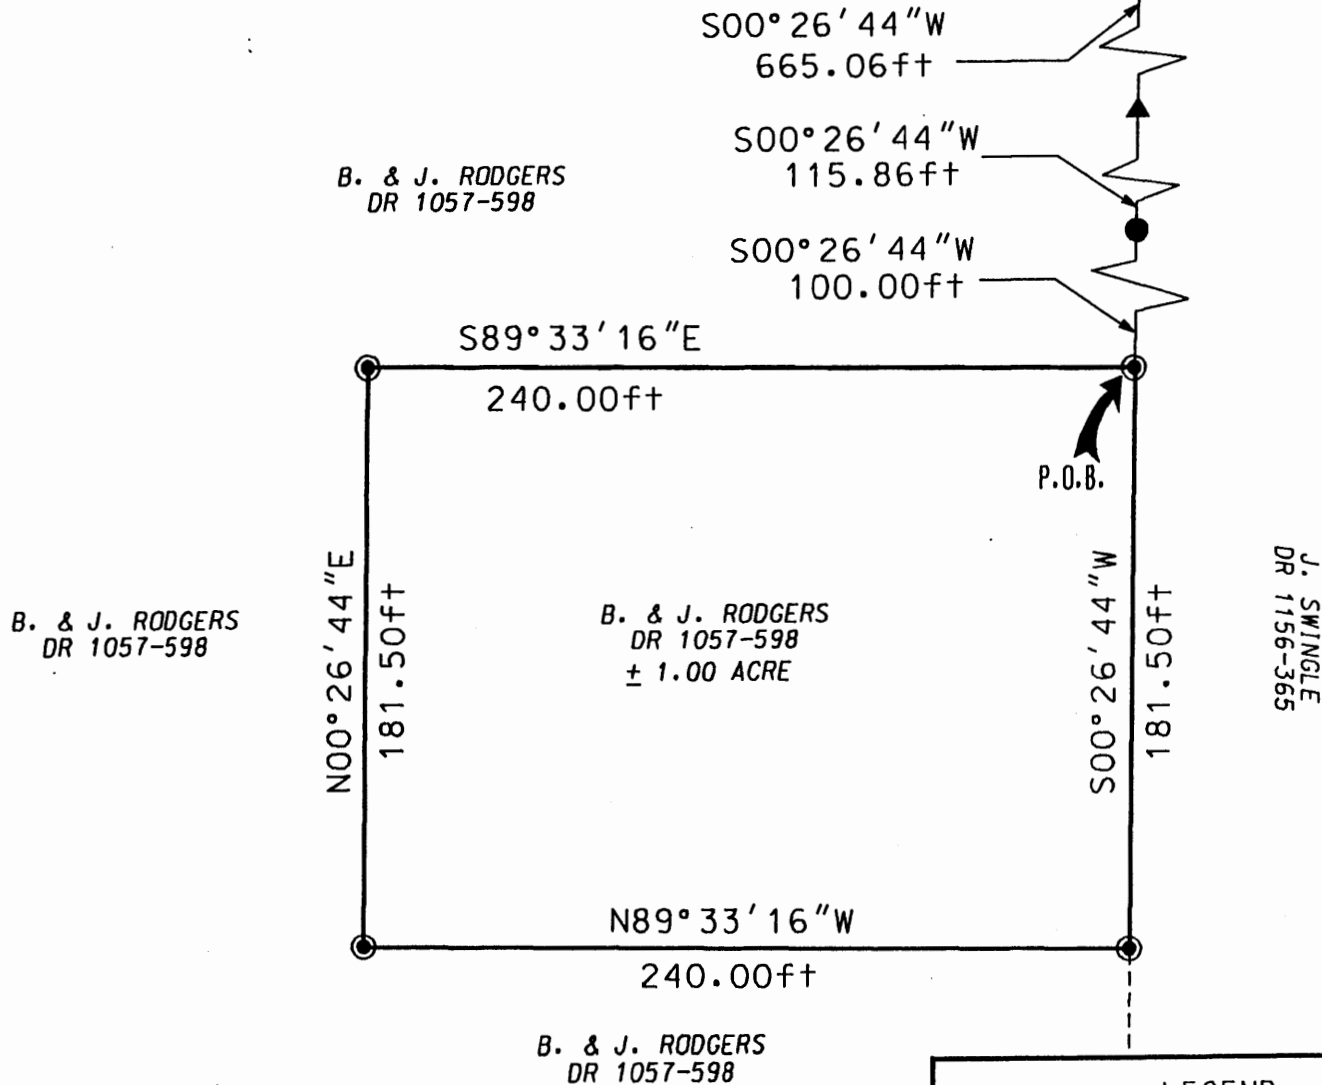 S00°26'44"W
665.06ft
S00°26'44"W
115.86ft
B. & J. RODGERS
DR 1057-598
S00°26'44"W
100.00ft
S89°33'16"E
240.00ft
P.O.B.
N00°26'44"E
181.50ft
B. & J. RODGERS
DR 1057-598
B. & J. RODGERS
DR 1057-598
± 1.00 ACRE
S00°26'44"W
181.50ft
J. SWINGLE
DR 1156-365
N89°33'16"W
240.00ft
B. & J. RODGERS
DR 1057-598
LEGEND